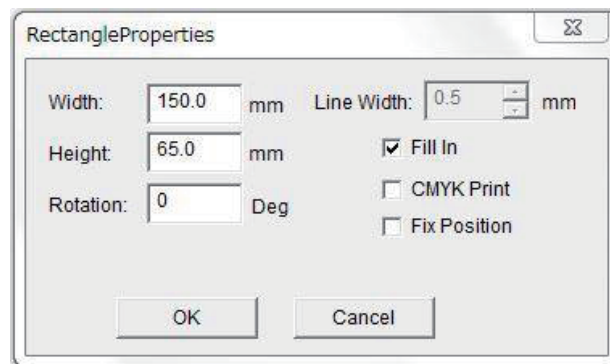 RectangleProperties
Width: 150.0 mm Line Width: 0.5 mm
Height: 65.0 mm Fill In
Rotation: 0 Deg CMYK Print
Fix Position
OK Cancel